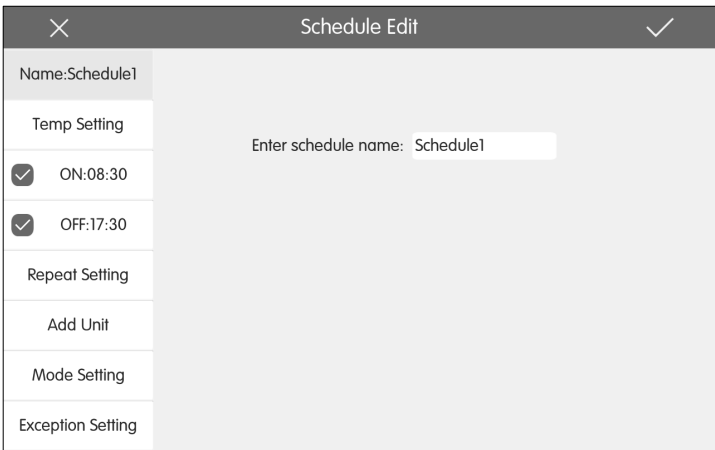 Schedule Edit
Name:Schedule1
Temp Setting
Enter schedule name: Schedule1
ON:08:30
OFF:17:30
Repeat Setting
Add Unit
Mode Setting
Exception Setting